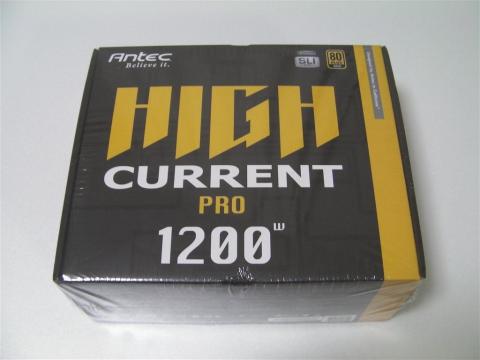 Antec
Believe it.
SLI
80
HIGH
CURRENT
PRO
1200W